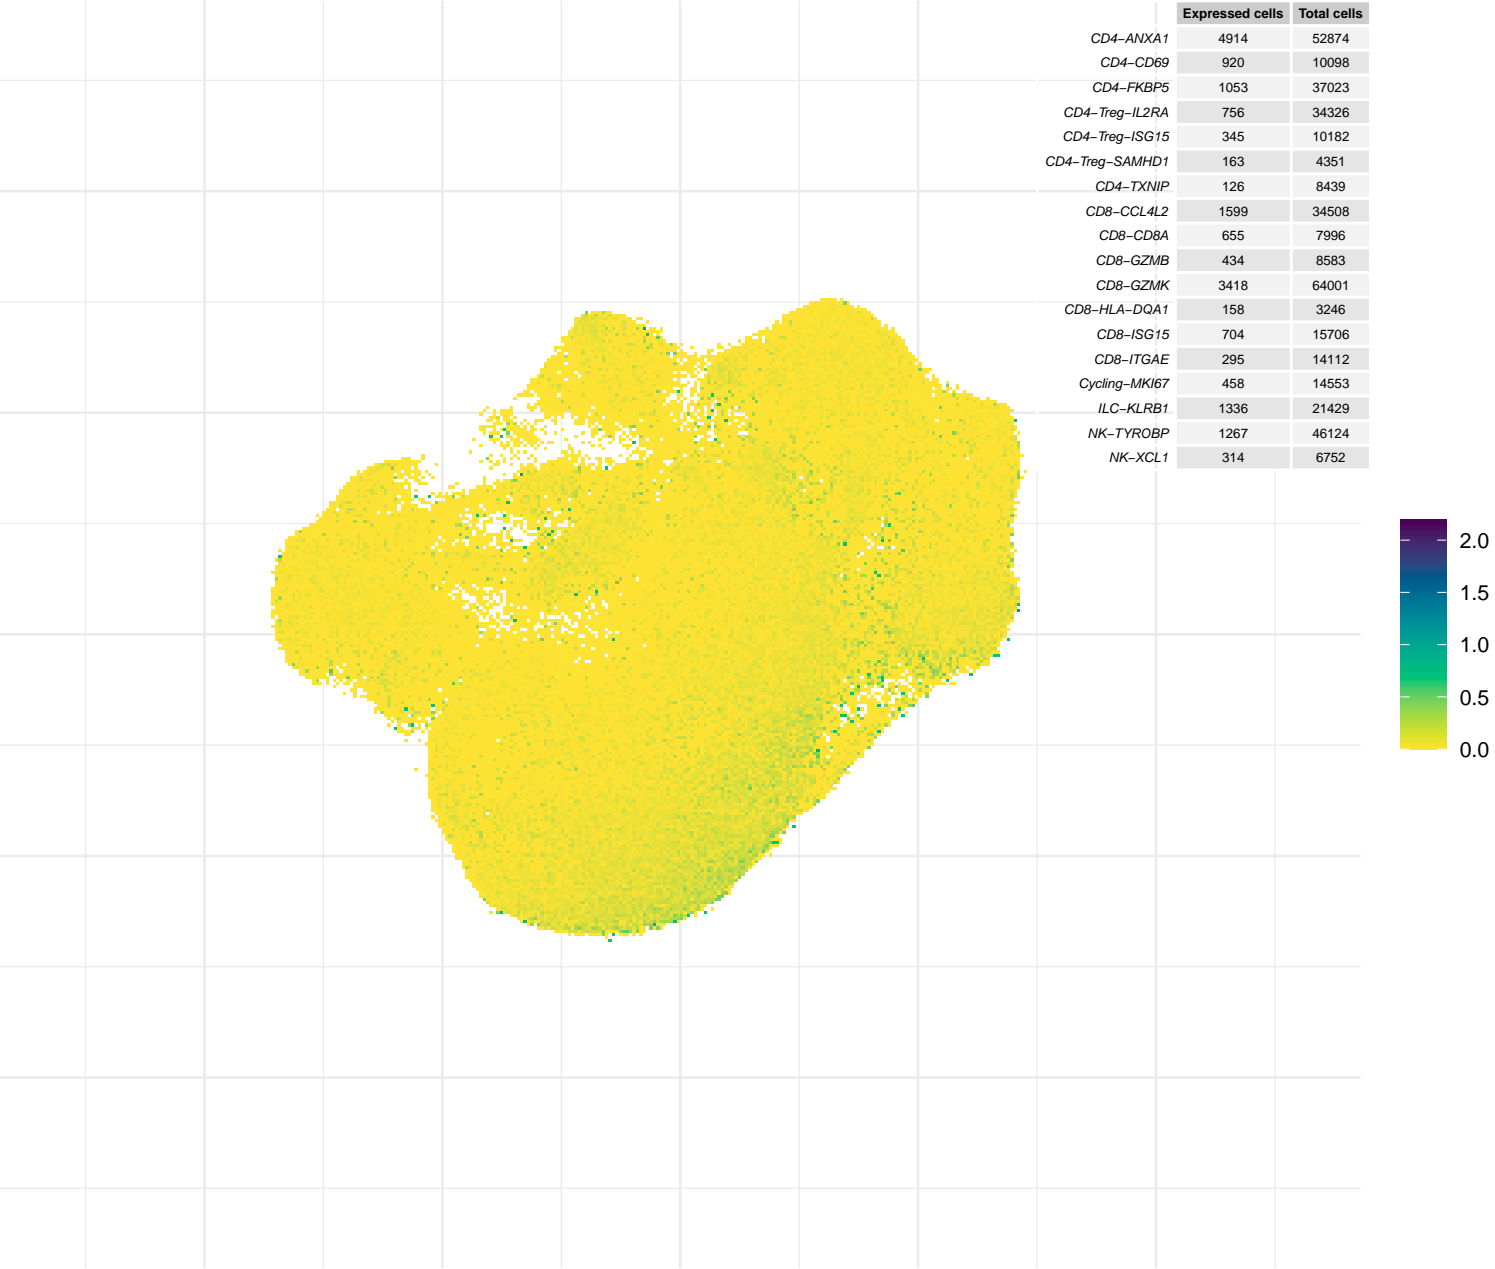 Expressed cells Total cells
CD4−ANXA1 4914 52874
CD4−CD69 920 10098
CD4−FKBP5 1053 37023
CD4−Treg−IL2RA 756 34326
CD4−Treg−ISG15 345 10182
CD4−Treg−SAMHD1 163 4351
CD4−TXNIP 126 8439
CD8−CCL4L2 1599 34508
CD8−CD8A 655 7996
CD8−GZMB 434 8583
CD8−GZMK 3418 64001
CD8−HLA−DQA1 158 3246
CD8−ISG15 704 15706
CD8−ITGAE 295 14112
Cycling−MKI67 458 14553
ILC−KLRB1 1336 21429
NK−TYROBP 1267 46124
NK−XCL1 314 6752
2.0
1.5
1.0
0.5
0.0